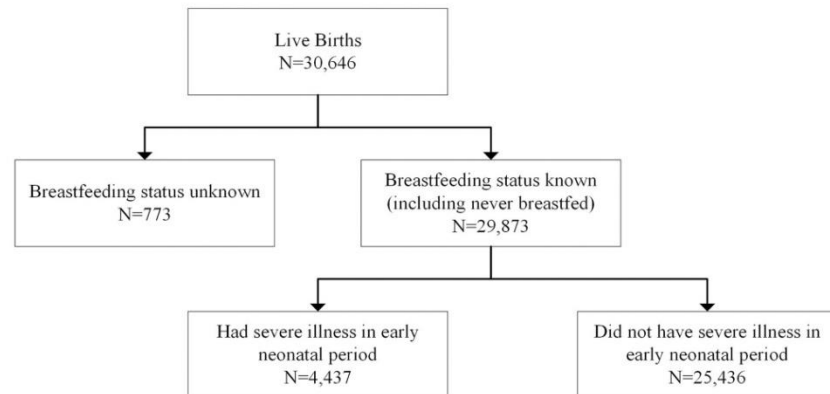 Live Births
N=30,646
Breastfeeding status unknown
N=773
Breastfeeding status known
(including never breastfed)
N=29,873
Had severe illness in early
neonatal period
N=4,437
Did not have severe illness in
early neonatal period
N=25,436